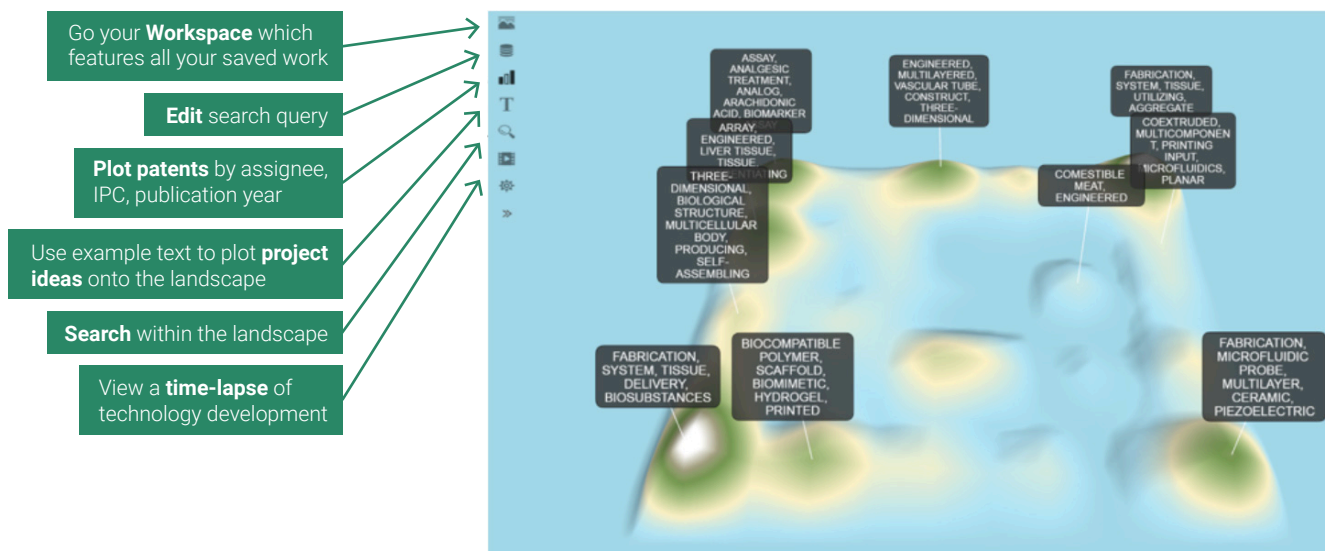 Go your Workspace which
features all your saved work
Edit search query
Plot patents by assignee,
IPC, publication year
Use example text to plot project
ideas onto the landscape
Search within the landscape
View a time-lapse of
technology development
T
»
ASSAY,
ANALGESIC
TREATMENT,
ANALOG,
ARACHIDONIC
ACID, BIOMARKER
ARRAY,
ENGINEERED,
LIVER TISSUE,
TISSUE,
THREE-
DIMENSIONAL,
BIOLOGICAL
STRUCTURE,
MULTICELLULAR
BODY,
PRODUCING,
SELF-
ASSEMBLING
ENGINEERED,
MULTILAYERED,
VASCULAR TUBE,
CONSTRUCT,
THREE-
DIMENSIONAL
FABRICATION,
SYSTEM, TISSUE,
UTILIZING,
AGGREGATE
COEXTRUDED,
MULTICOMPONEN
T, PRINTING
INPUT,
MICROFLUIDICS,
PLANAR
COMESTIBLE
MEAT,
ENGINEERED
FABRICATION,
SYSTEM, TISSUE,
DELIVERY,
BIOSUBSTANCES
BIOCOMPATIBLE
POLYMER,
SCAFFOLD,
BIOMIMETIC,
HYDROGEL,
PRINTED
FABRICATION,
MICROFLUIDIC
PROBE,
MULTILAYER,
CERAMIC,
PIEZOELECTRIC